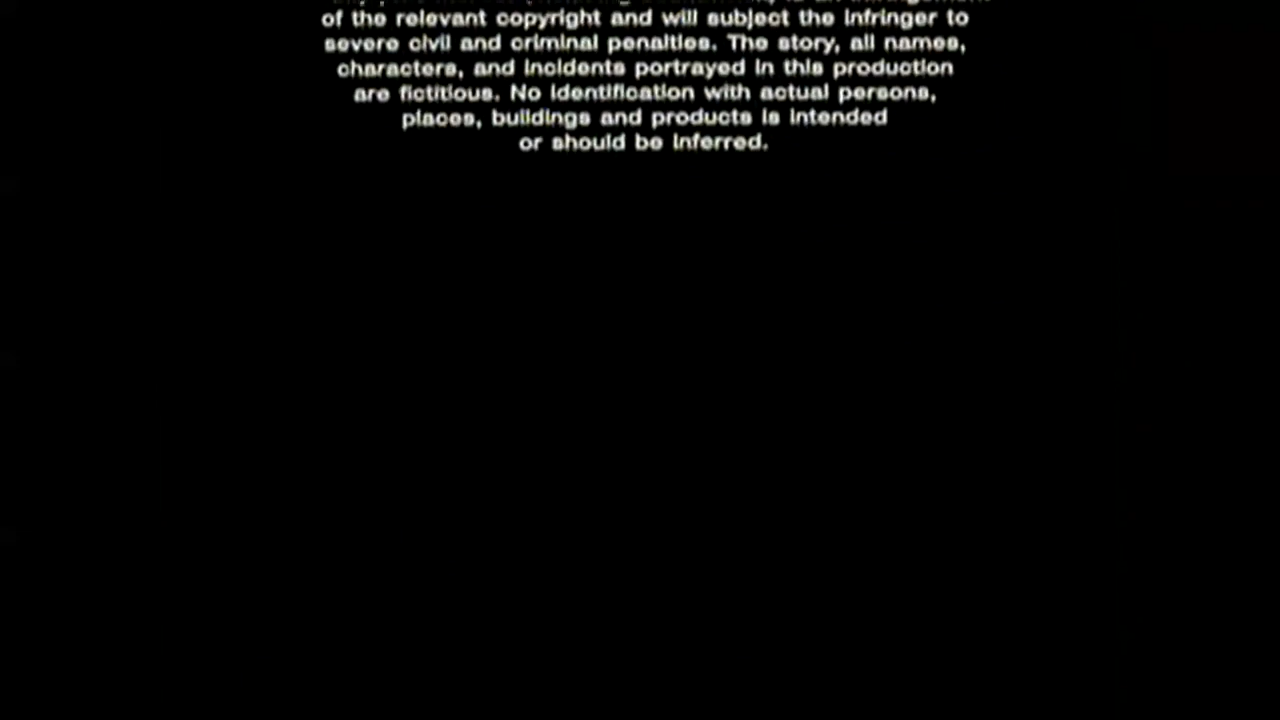 of the relevant copyright and will subject the infringer to
severe civil and criminal penalties. The story, all names,
characters, and incidents portrayed in this production
are fictitious. No identification with actual persons,
places, buildings and products is intended
or should be inferred.